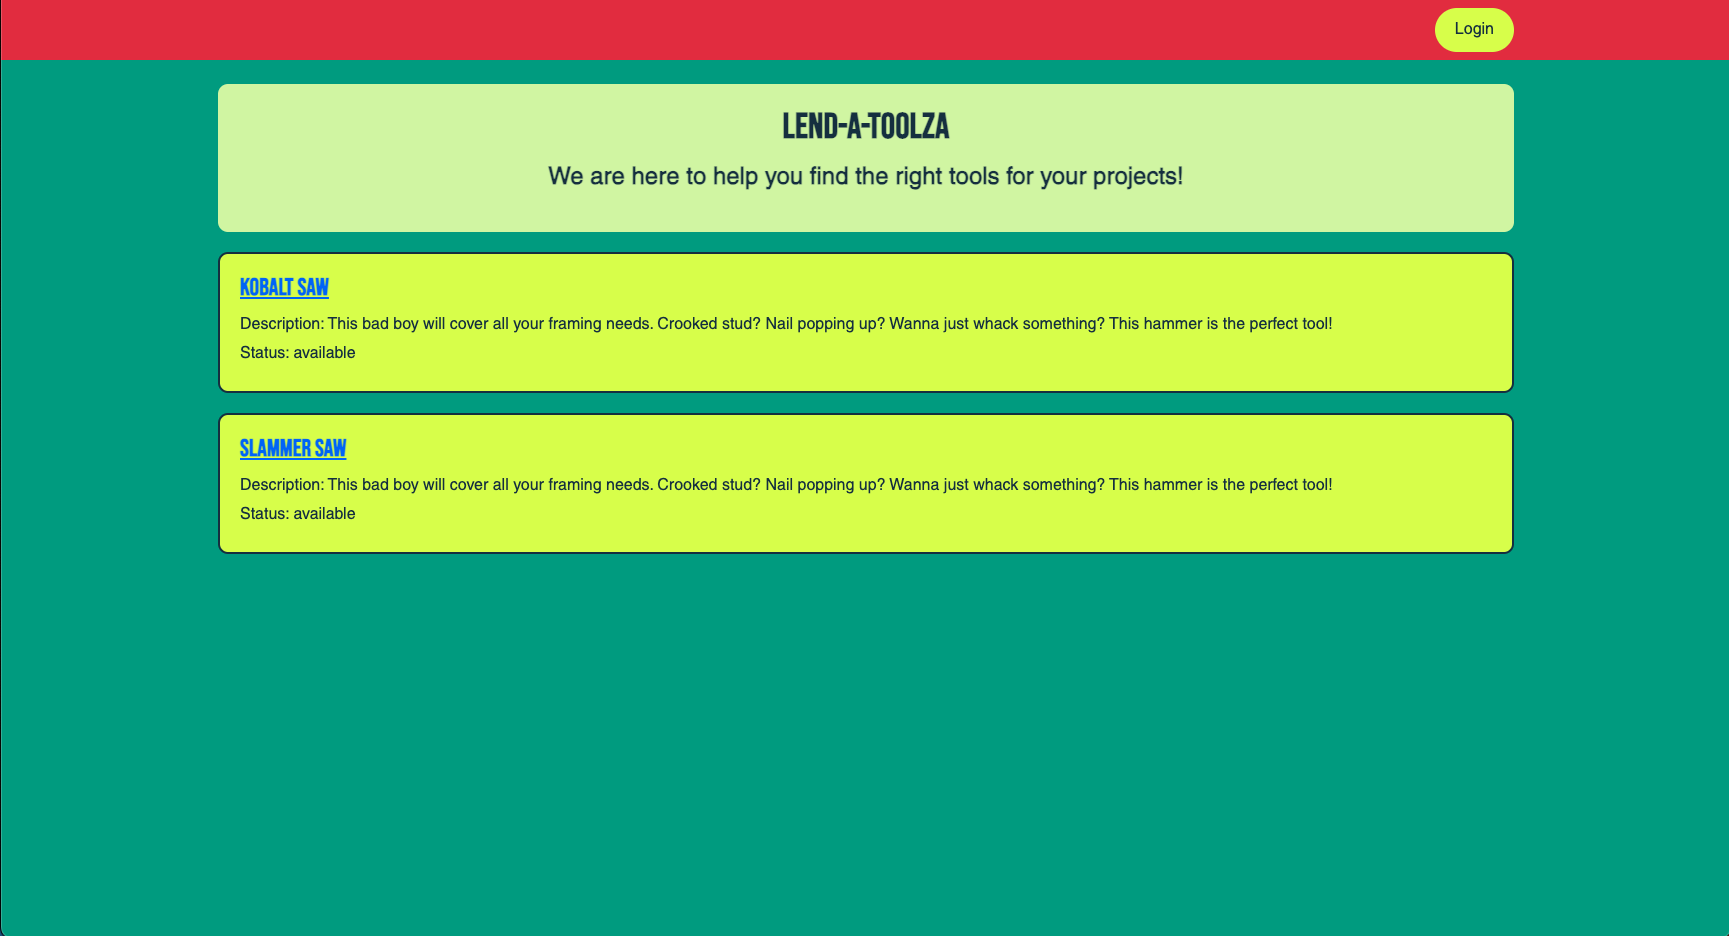 Login
LEND-A-TOOLZA
We are here to help you find the right tools for your projects!
KOBALT SAW
Description: This bad boy will cover all your framing needs. Crooked stud? Nail popping up? Wanna just whack something? This hammer is the perfect tool!
Status: available
SLAMMER SAW
Description: This bad boy will cover all your framing needs. Crooked stud? Nail popping up? Wanna just whack something? This hammer is the perfect tool!
Status: available